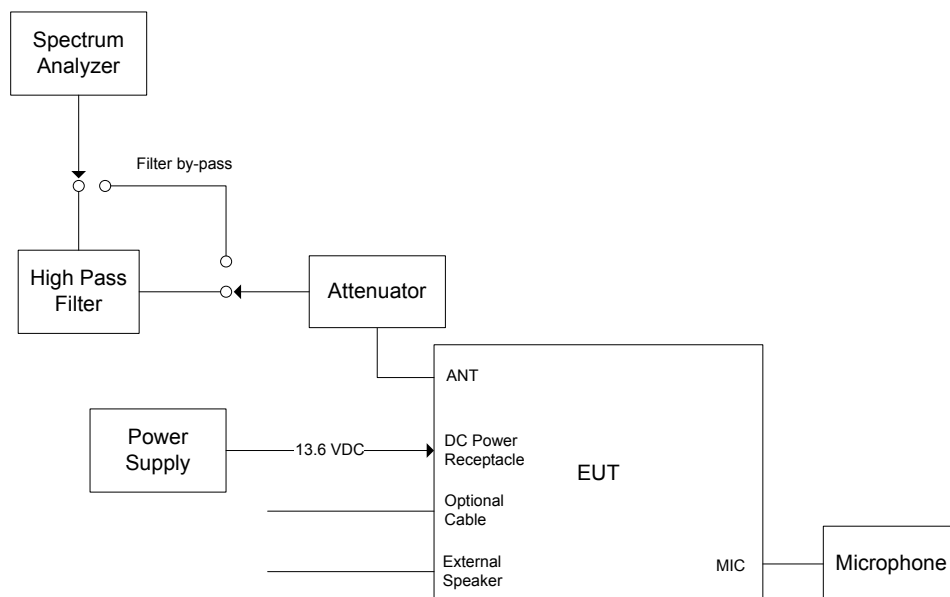 Spectrum
Analyzer
Filter by-pass
High Pass
Filter
Attenuator
ANT
Power
Supply
13.6 VDC
DC Power
Receptacle
EUT
Optional
Cable
External
Speaker
MIC
Microphone